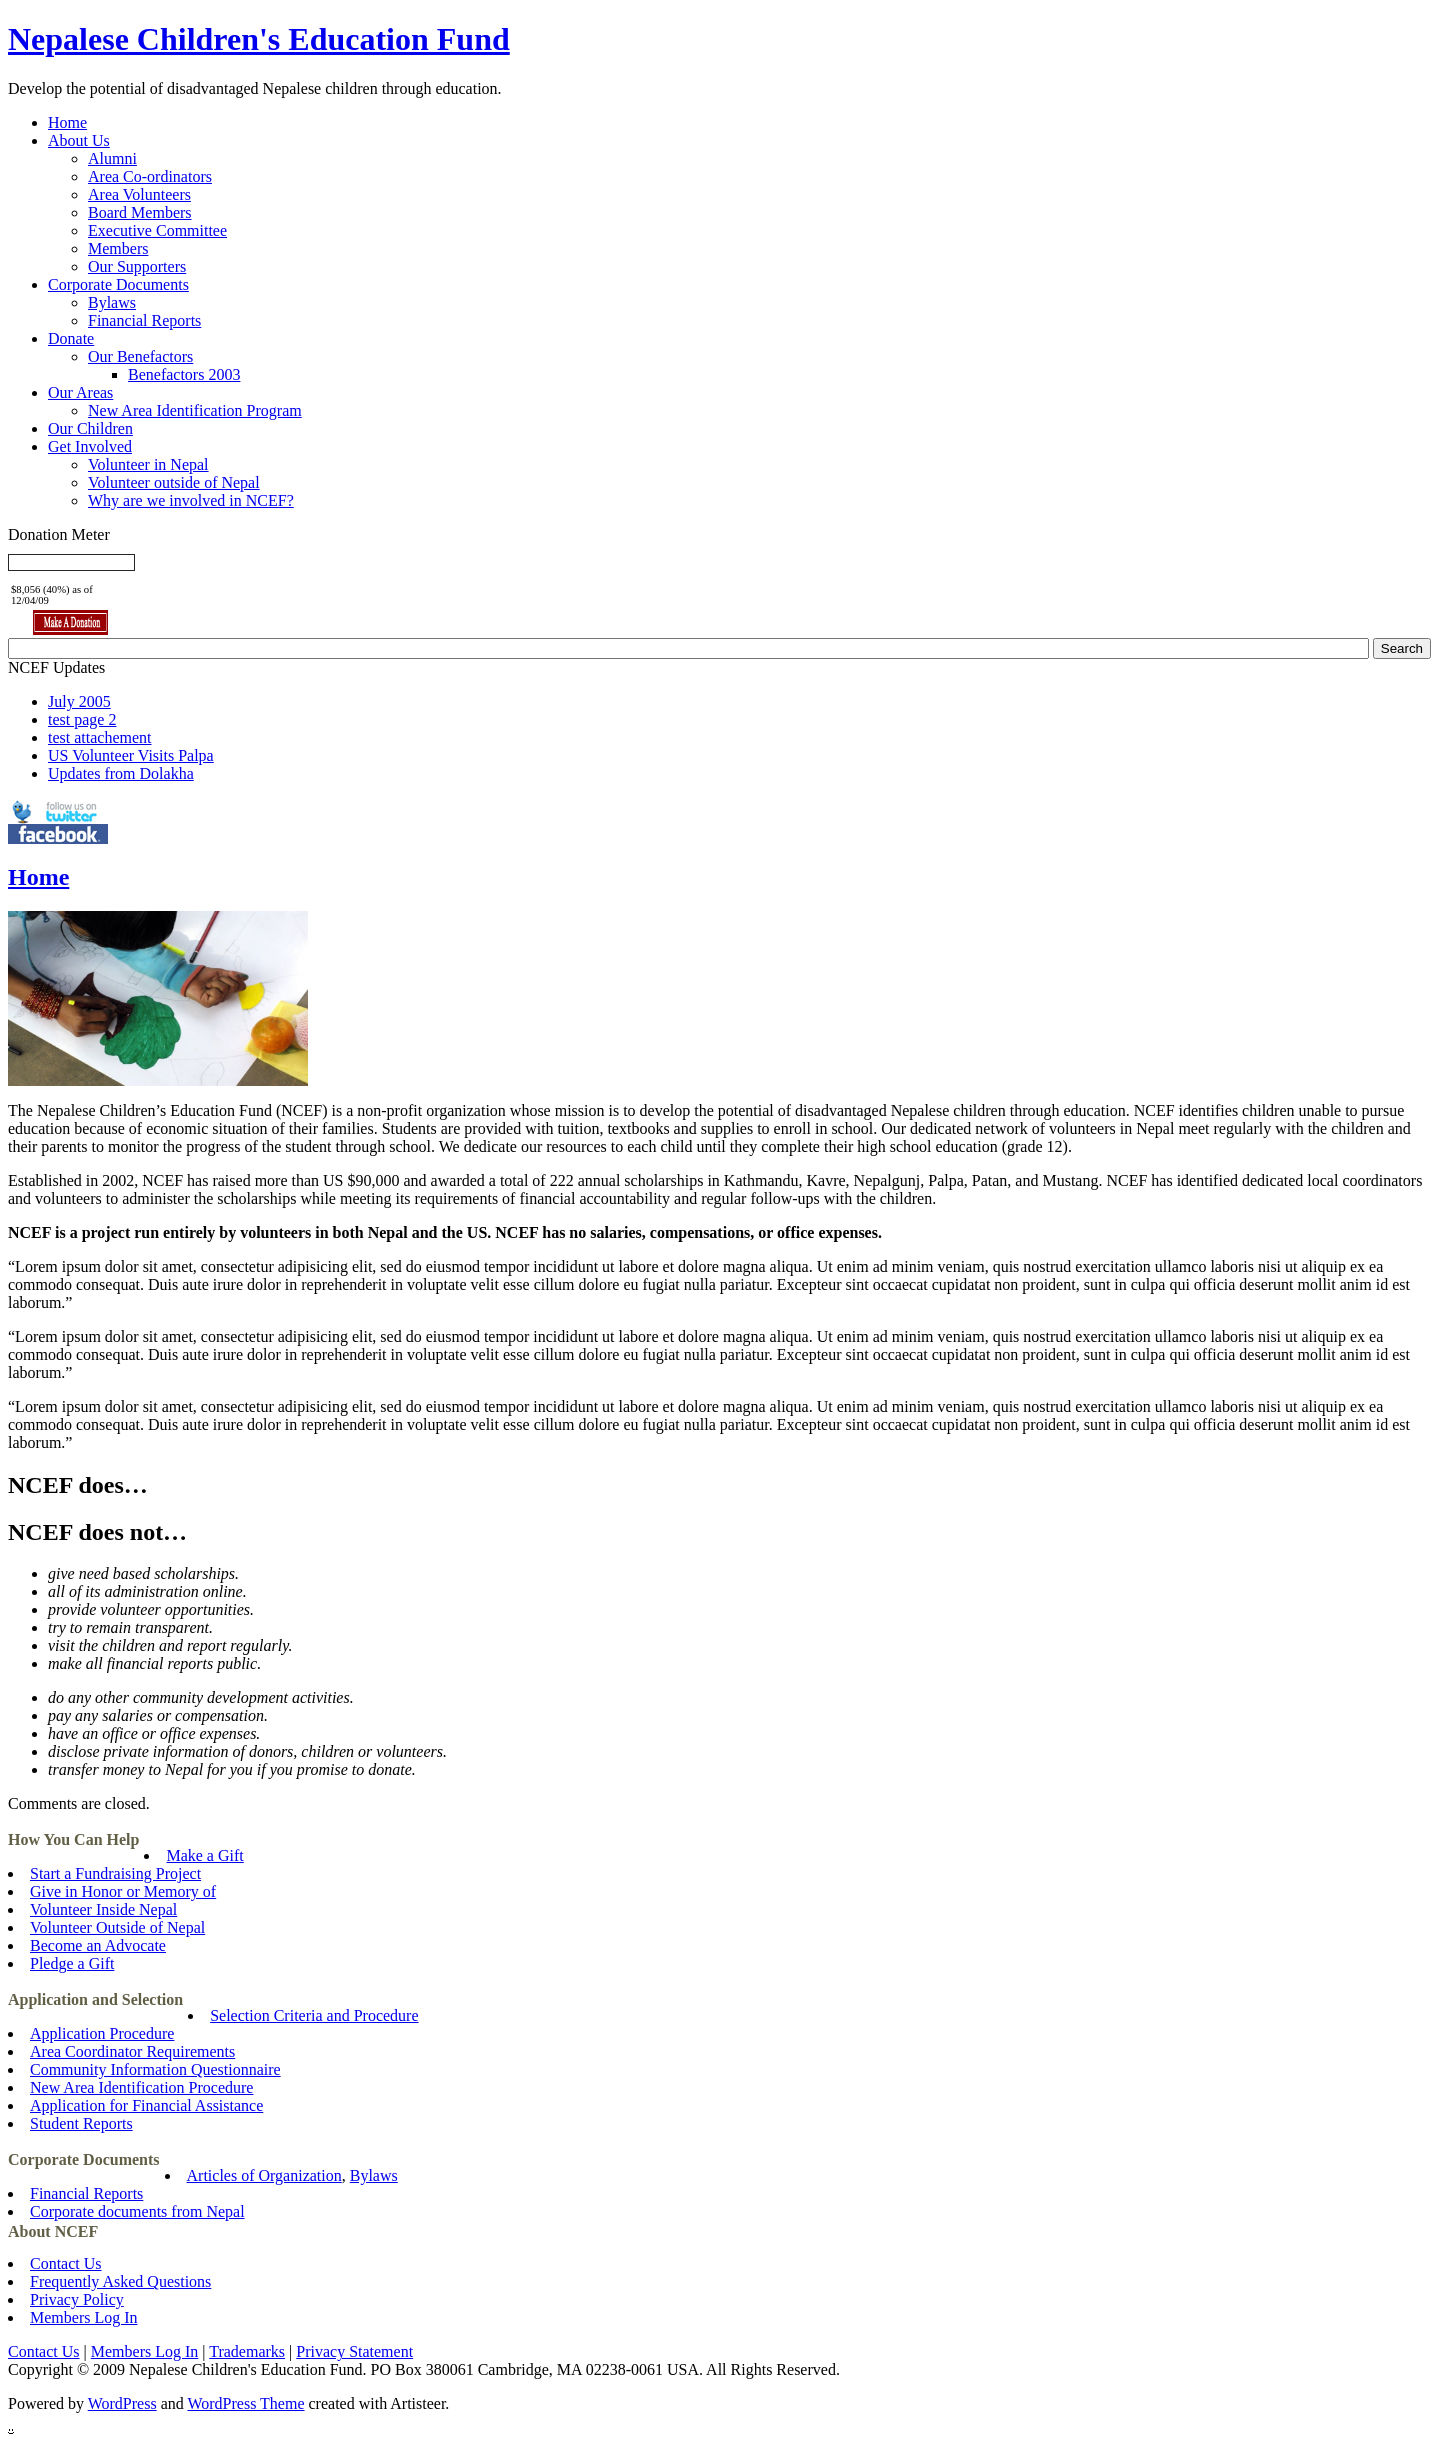 Nepalese Children's Education Fund
Develop the potential of disadvantaged Nepalese children through education.
Home
About Us
Alumni
Area Co-ordinators
Area Volunteers
Board Members
Executive Committee
Members
Our Supporters
Corporate Documents
Bylaws
Financial Reports
Donate
Our Benefactors
Benefactors 2003
Our Areas
New Area Identification Program
Our Children
Get Involved
Volunteer in Nepal
Volunteer outside of Nepal
Why are we involved in NCEF?
Donation Meter
$8,056 (40%) as of
12/04/09
Make A Donation
Search
NCEF Updates
July 2005
test page 2
test attachement
US Volunteer Visits Palpa
Updates from Dolakha
follow us on
twitter
facebook
Home
The Nepalese Children’s Education Fund (NCEF) is a non-profit organization whose mission is to develop the potential of disadvantaged Nepalese children through education. NCEF identifies children unable to pursue
education because of economic situation of their families. Students are provided with tuition, textbooks and supplies to enroll in school. Our dedicated network of volunteers in Nepal meet regularly with the children and
their parents to monitor the progress of the student through school. We dedicate our resources to each child until they complete their high school education (grade 12).
Established in 2002, NCEF has raised more than US $90,000 and awarded a total of 222 annual scholarships in Kathmandu, Kavre, Nepalgunj, Palpa, Patan, and Mustang. NCEF has identified dedicated local coordinators
and volunteers to administer the scholarships while meeting its requirements of financial accountability and regular follow-ups with the children.
NCEF is a project run entirely by volunteers in both Nepal and the US. NCEF has no salaries, compensations, or office expenses.
“Lorem ipsum dolor sit amet, consectetur adipisicing elit, sed do eiusmod tempor incididunt ut labore et dolore magna aliqua. Ut enim ad minim veniam, quis nostrud exercitation ullamco laboris nisi ut aliquip ex ea
commodo consequat. Duis aute irure dolor in reprehenderit in voluptate velit esse cillum dolore eu fugiat nulla pariatur. Excepteur sint occaecat cupidatat non proident, sunt in culpa qui officia deserunt mollit anim id est
laborum.”
“Lorem ipsum dolor sit amet, consectetur adipisicing elit, sed do eiusmod tempor incididunt ut labore et dolore magna aliqua. Ut enim ad minim veniam, quis nostrud exercitation ullamco laboris nisi ut aliquip ex ea
commodo consequat. Duis aute irure dolor in reprehenderit in voluptate velit esse cillum dolore eu fugiat nulla pariatur. Excepteur sint occaecat cupidatat non proident, sunt in culpa qui officia deserunt mollit anim id est
laborum.”
“Lorem ipsum dolor sit amet, consectetur adipisicing elit, sed do eiusmod tempor incididunt ut labore et dolore magna aliqua. Ut enim ad minim veniam, quis nostrud exercitation ullamco laboris nisi ut aliquip ex ea
commodo consequat. Duis aute irure dolor in reprehenderit in voluptate velit esse cillum dolore eu fugiat nulla pariatur. Excepteur sint occaecat cupidatat non proident, sunt in culpa qui officia deserunt mollit anim id est
laborum.”
NCEF does…
NCEF does not…
give need based scholarships.
all of its administration online.
provide volunteer opportunities.
try to remain transparent.
visit the children and report regularly.
make all financial reports public.
do any other community development activities.
pay any salaries or compensation.
have an office or office expenses.
disclose private information of donors, children or volunteers.
transfer money to Nepal for you if you promise to donate.
Comments are closed.
How You Can Help
Make a Gift
Start a Fundraising Project
Give in Honor or Memory of
Volunteer Inside Nepal
Volunteer Outside of Nepal
Become an Advocate
Pledge a Gift
Application and Selection
Selection Criteria and Procedure
Application Procedure
Area Coordinator Requirements
Community Information Questionnaire
New Area Identification Procedure
Application for Financial Assistance
Student Reports
Corporate Documents
Articles of Organization, Bylaws
Financial Reports
Corporate documents from Nepal
About NCEF
Contact Us
Frequently Asked Questions
Privacy Policy
Members Log In
Contact Us | Members Log In | Trademarks | Privacy Statement
Copyright © 2009 Nepalese Children's Education Fund. PO Box 380061 Cambridge, MA 02238-0061 USA. All Rights Reserved.
Powered by WordPress and WordPress Theme created with Artisteer.